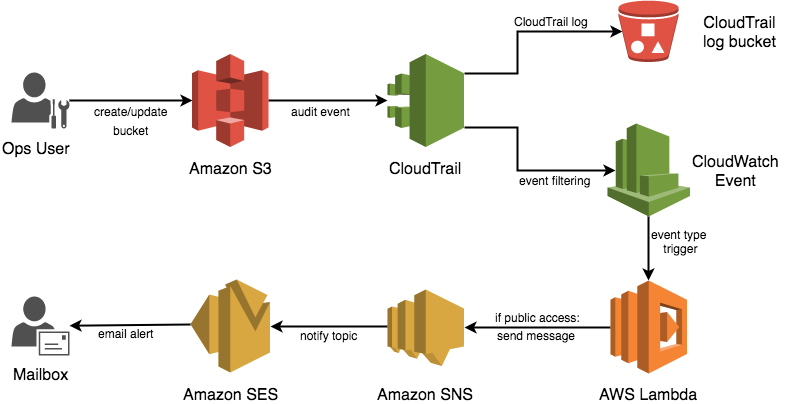 CloudTrail log
CloudTrail
log bucket
create/update
bucket
audit event
Ops User
Amazon S3
CloudTrail
event filtering
CloudWatch
Event
event type
trigger
if public access:
send message
notify topic
email alert
Mailbox
Amazon SES
Amazon SNS
AWS Lambda